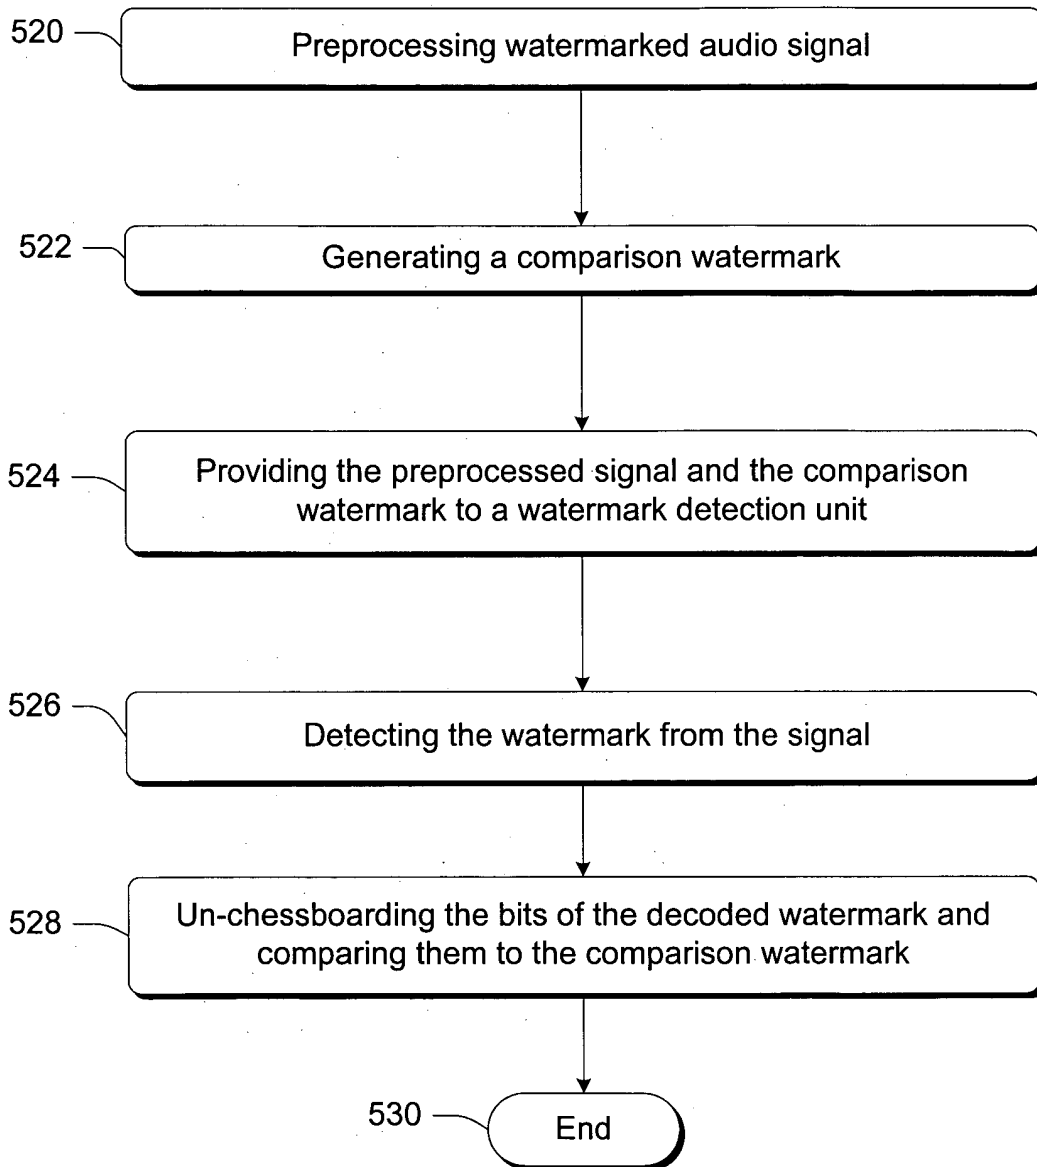 520
Preprocessing watermarked audio signal
522
Generating a comparison watermark
524
Providing the preprocessed signal and the comparison
watermark to a watermark detection unit
526
Detecting the watermark from the signal
528
Un-chessboarding the bits of the decoded watermark and
comparing them to the comparison watermark
530
End